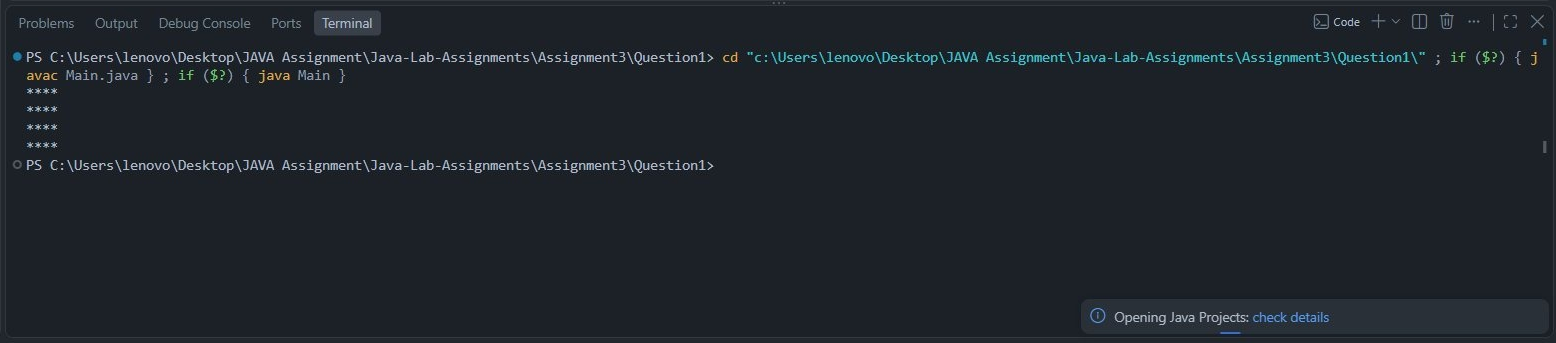 Problems Output Debug Console Ports Terminal Code
PS C:\Users\lenovo\Desktop\JAVA Assignment\Java-Lab-Assignments\Assignment3\Question1> cd "c:\Users\lenovo\Desktop\JAVA Assignment\Java-Lab-Assignments\Assignment3\Question1\" ; if ($?) { j
avac Main.java } ; if ($?) { java Main }
****
****
****
****
PS C:\Users\lenovo\Desktop\JAVA Assignment\Java-Lab-Assignments\Assignment3\Question1>
Opening Java Projects: check details